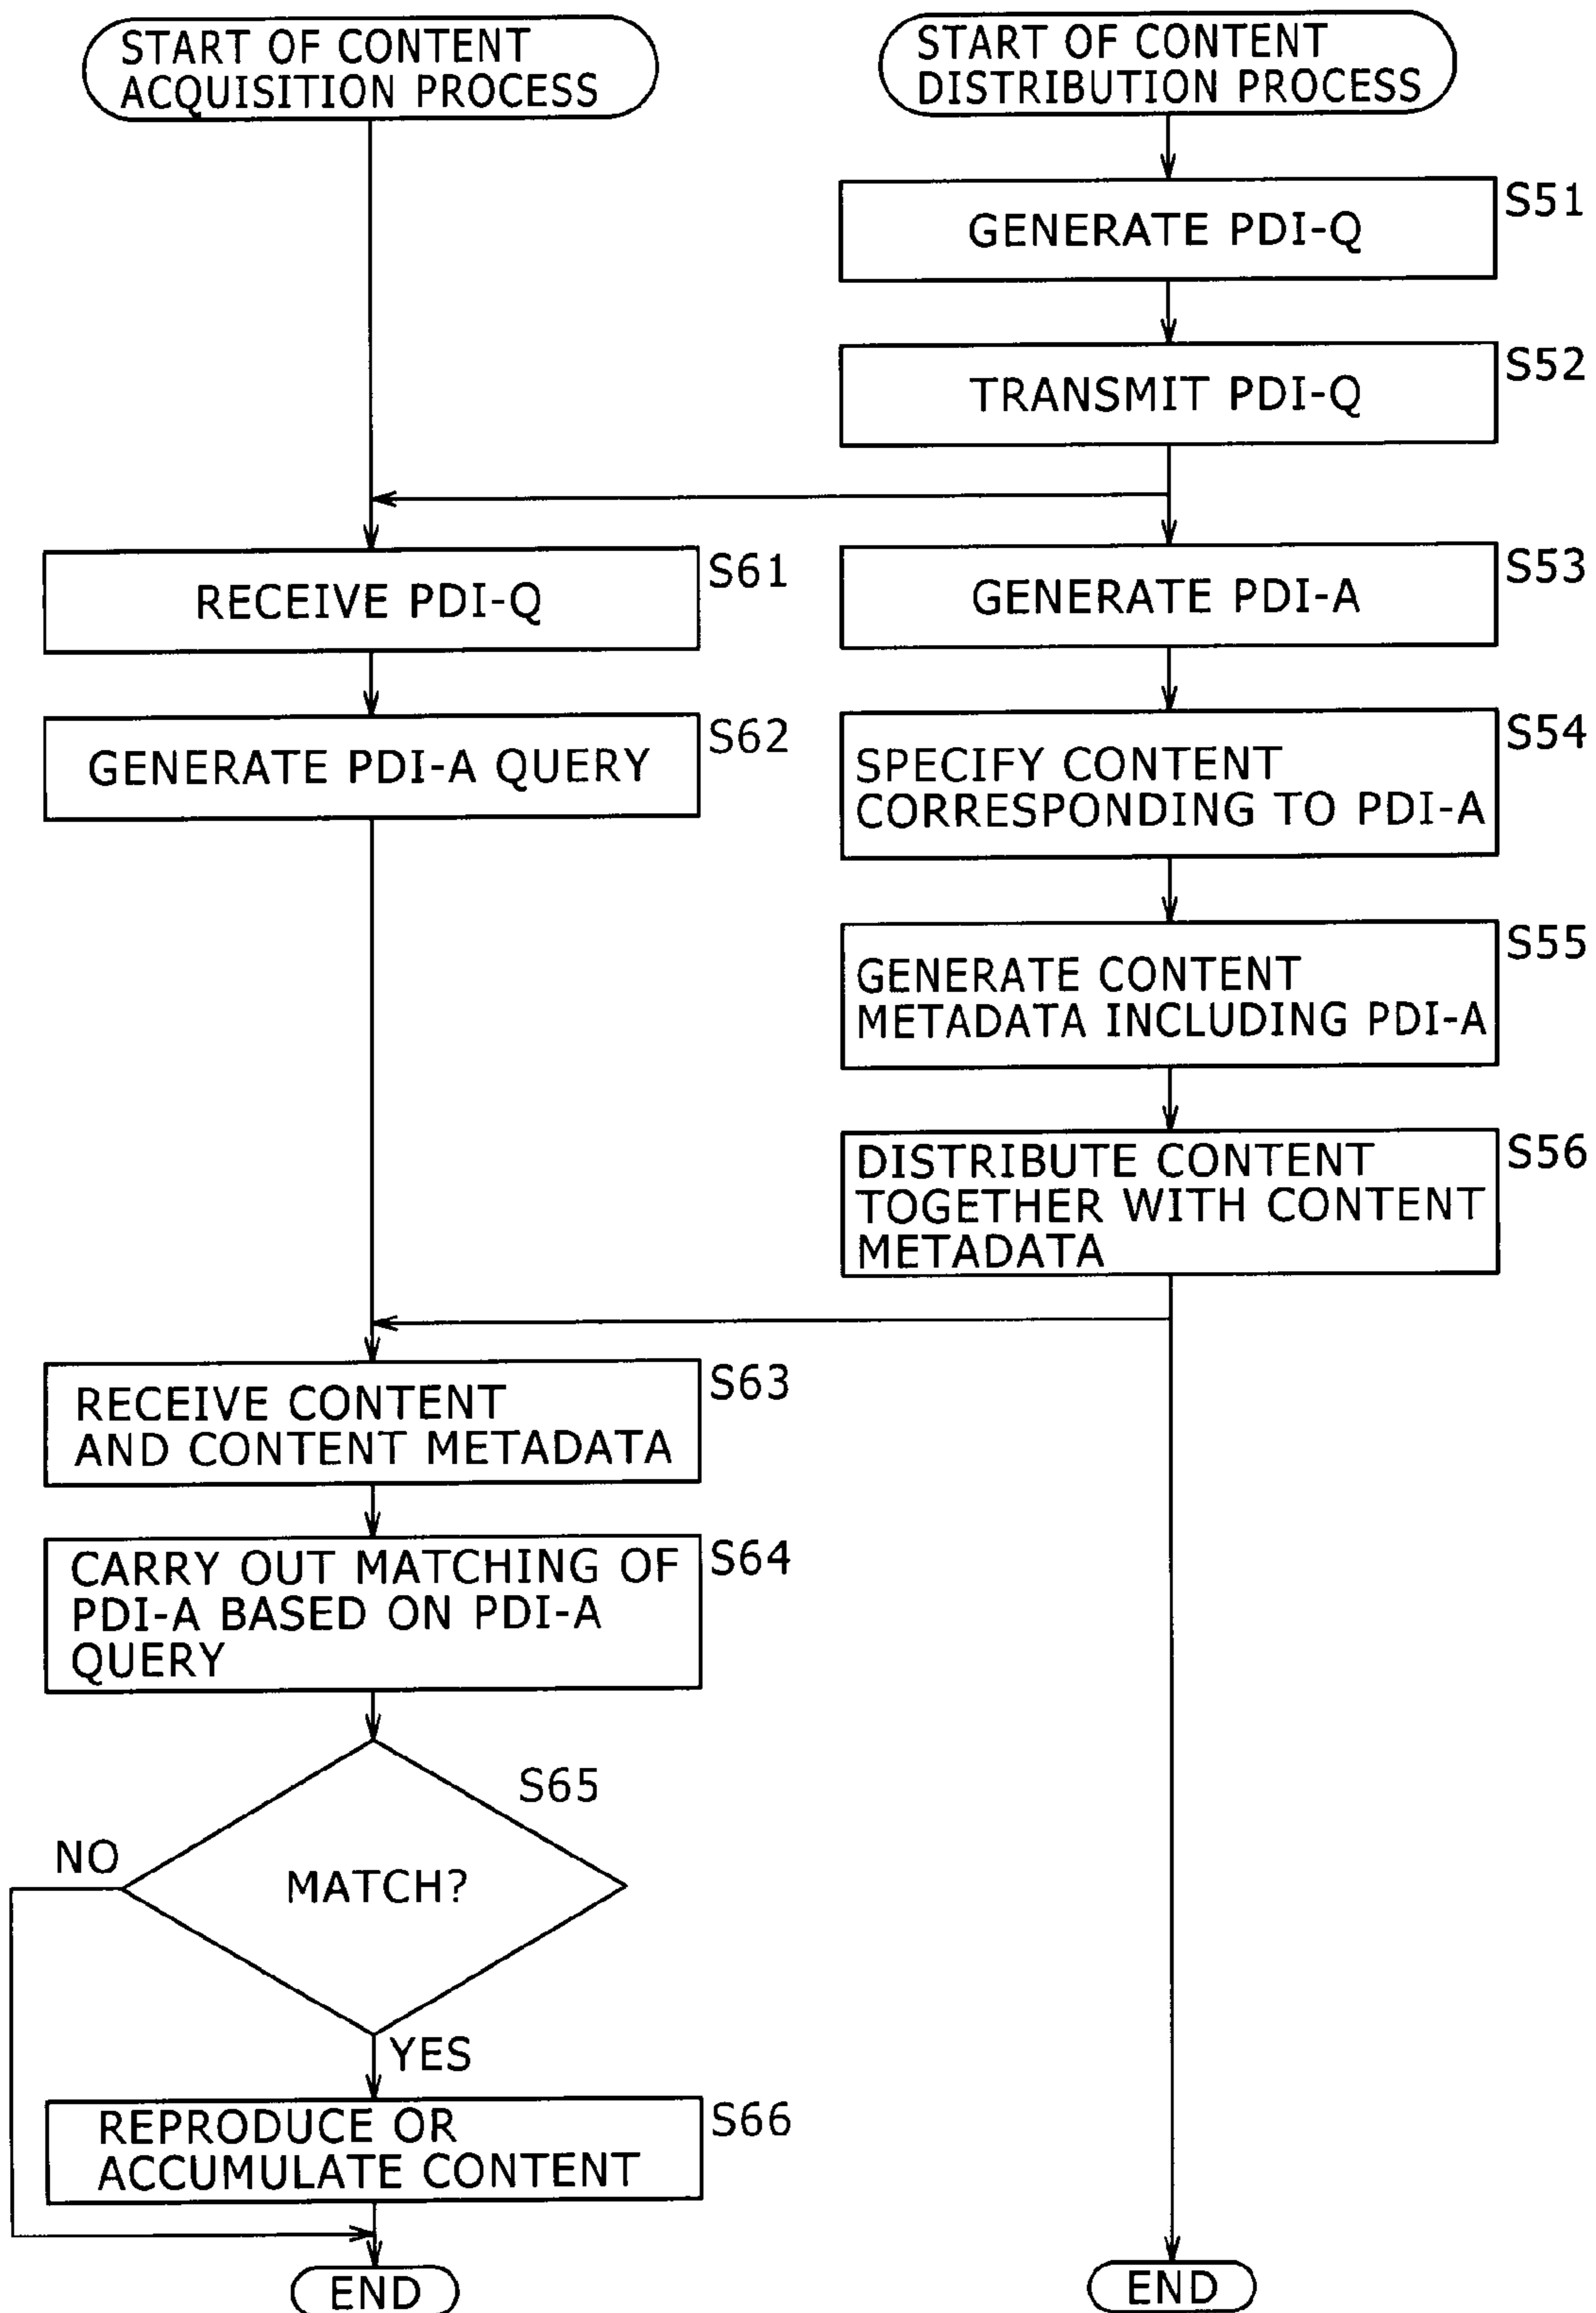 START OF CONTENT
ACQUISITION PROCESS
START OF CONTENT
DISTRIBUTION PROCESS
S51
GENERATE PDI-Q
S52
TRANSMIT PDI-Q
S61
RECEIVE PDI-Q
S53
GENERATE PDI-A
S62
GENERATE PDI-A QUERY
S54
SPECIFY CONTENT
CORRESPONDING TO PDI-A
S55
GENERATE CONTENT
METADATA INCLUDING PDI-A
S56
DISTRIBUTE CONTENT
TOGETHER WITH CONTENT
METADATA
S63
RECEIVE CONTENT
AND CONTENT METADATA
S64
CARRY OUT MATCHING OF
PDI-A BASED ON PDI-A
QUERY
S65
NO
MATCH?
YES
S66
REPRODUCE OR
ACCUMULATE CONTENT
END
END